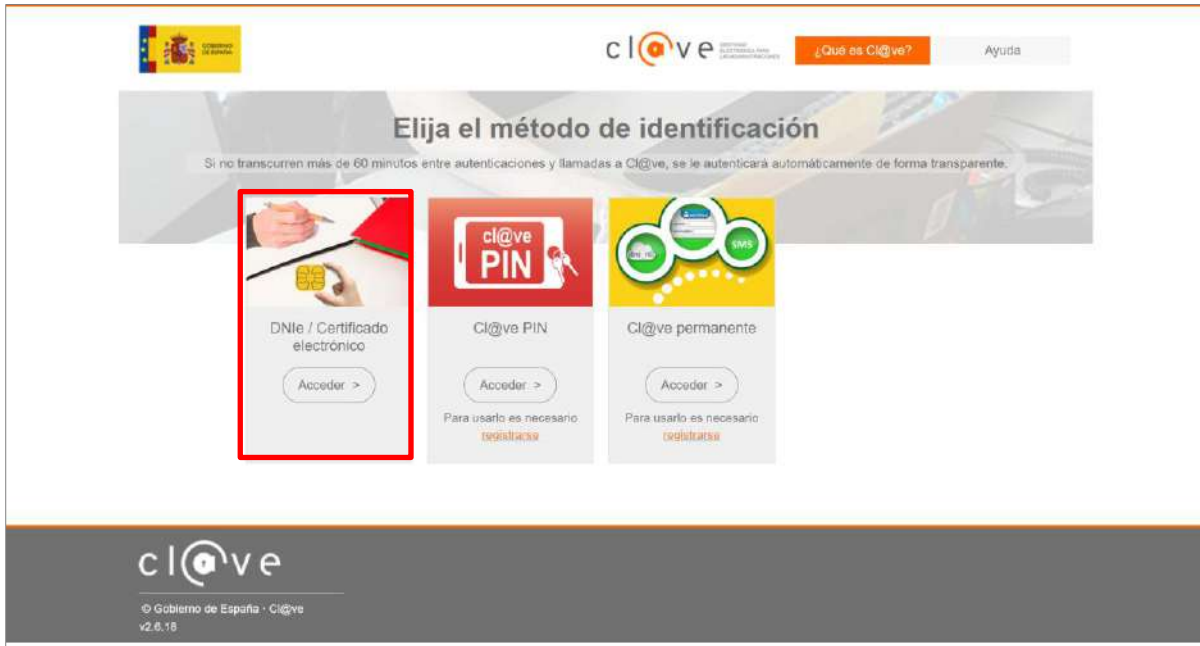 GOBIERNO
DE ESPAÑA
cl@ve
¿Qué es Cl@ve?
Ayuda
Elija el método de identificación
Si no transcurren más de 60 minutos entre autenticaciones y llamadas a Cl@ve, se le autenticará automáticamente de forma transparente.
cl@ve
PIN
SMS
DNIe / Certificado
electrónico
Acceder >
Cl@ve PIN
Acceder >
Para usarlo es necesario
registrarse
Cl@ve permanente
Acceder >
Para usarlo es necesario
registrarse
cl@ve
© Gobierno de España · Cl@ve
v2.6.18